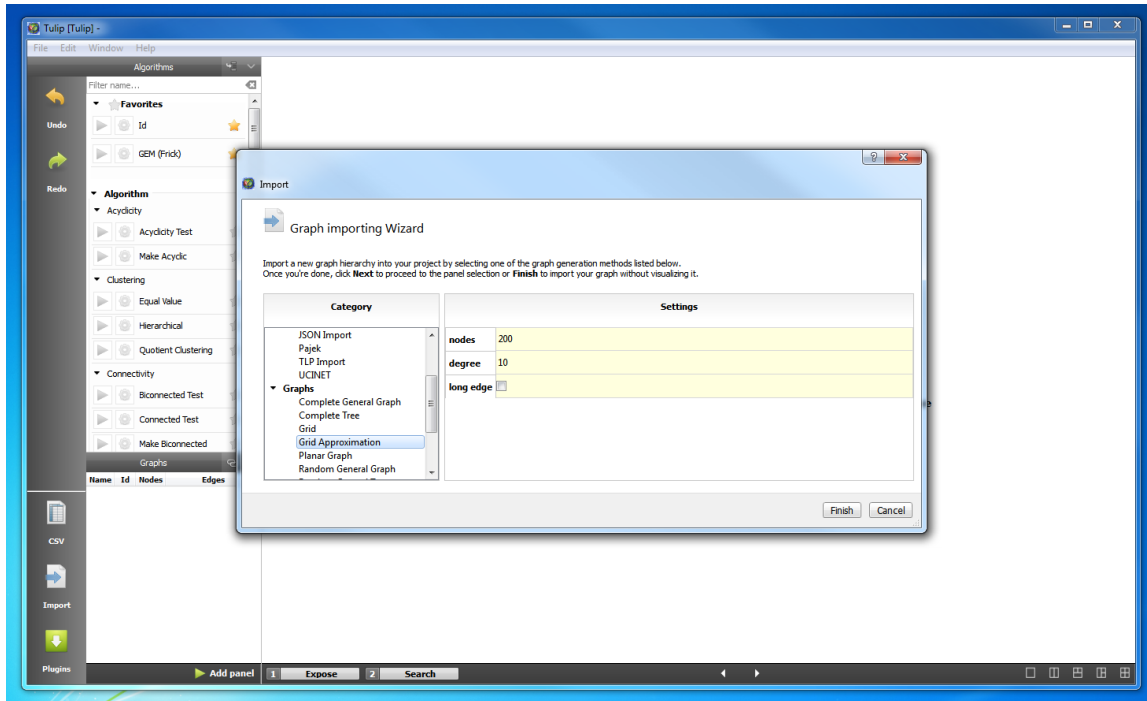 Tulip [Tulip] -
File Edit Window Help
Algorithms
Filter name...
Undo
Redo
Favorites
Id
GEM (Frick)
Algorithm
Acyclicity
Acyclicity Test
Make Acyclic
Clustering
Equal Value
Hierarchical
Quotient Clustering
Connectivity
Biconnected Test
Connected Test
Make Biconnected
Graphs
Name Id Nodes Edges
CSV
Import
Plugins
Add panel
1 Expose 2 Search
Import
Graph importing Wizard
Import a new graph hierarchy into your project by selecting one of the graph generation methods listed below.
Once you're done, click Next to proceed to the panel selection or Finish to import your graph without visualizing it.
Category
JSON Import
Pajek
TLP Import
UCINET
Graphs
Complete General Graph
Complete Tree
Grid
Grid Approximation
Planar Graph
Random General Graph
Settings
nodes 200
degree 10
long edge
Finish Cancel